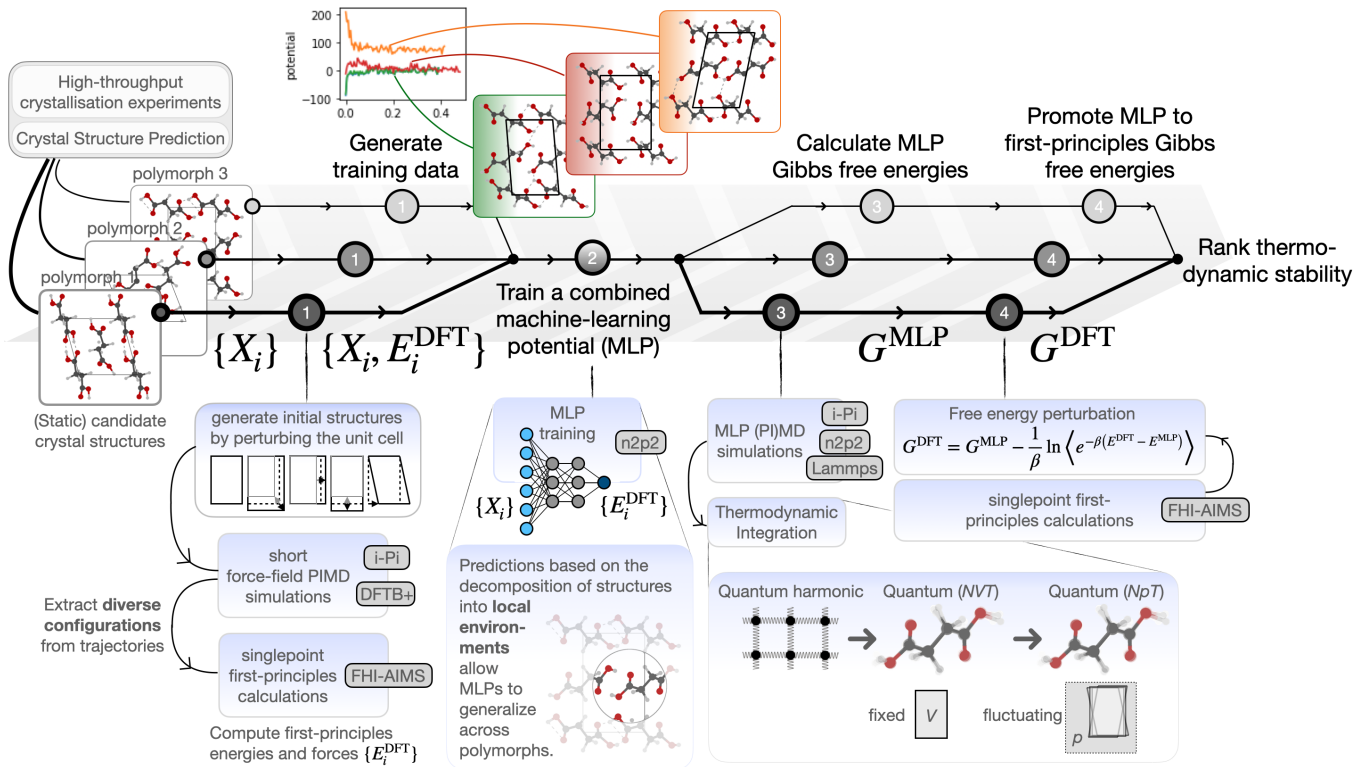 200
100
0
−100
potential
0.0
0.2
0.4
High-throughput
crystallisation experiments
Crystal Structure Prediction
polymorph 3
polymorph 2
polymorph 1
(Static) candidate
crystal structures
Generate
training data
1
1
1
{X_i}
{X_i, E_i^DFT}
2
Train a combined
machine-learning
potential (MLP)
Calculate MLP
Gibbs free energies
3
3
3
G^MLP
Promote MLP to
first-principles Gibbs
free energies
4
4
4
G^DFT
Rank thermo-
dynamic stability
generate initial structures
by perturbing the unit cell
short
force-field PIMD
simulations
i-Pi
DFTB+
Extract diverse
configurations
from trajectories
singlepoint
first-principles
calculations
FHI-AIMS
Compute first-principles
energies and forces {E_i^DFT}
MLP
training
n2p2
{X_i}
{E_i^DFT}
Predictions based on the
decomposition of structures
into local
environ-
ments
allow
MLPs to
generalize
across
polymorphs.
MLP (PI)MD
simulations
i-Pi
n2p2
Lammps
Thermodynamic
Integration
Free energy perturbation
G^DFT = G^MLP − 1/β ln ⟨e^{−β(E^DFT − E^MLP)}⟩
singlepoint first-
principles calculations
FHI-AIMS
Quantum harmonic
Quantum (NVT)
Quantum (NpT)
fixed
V
fluctuating
p